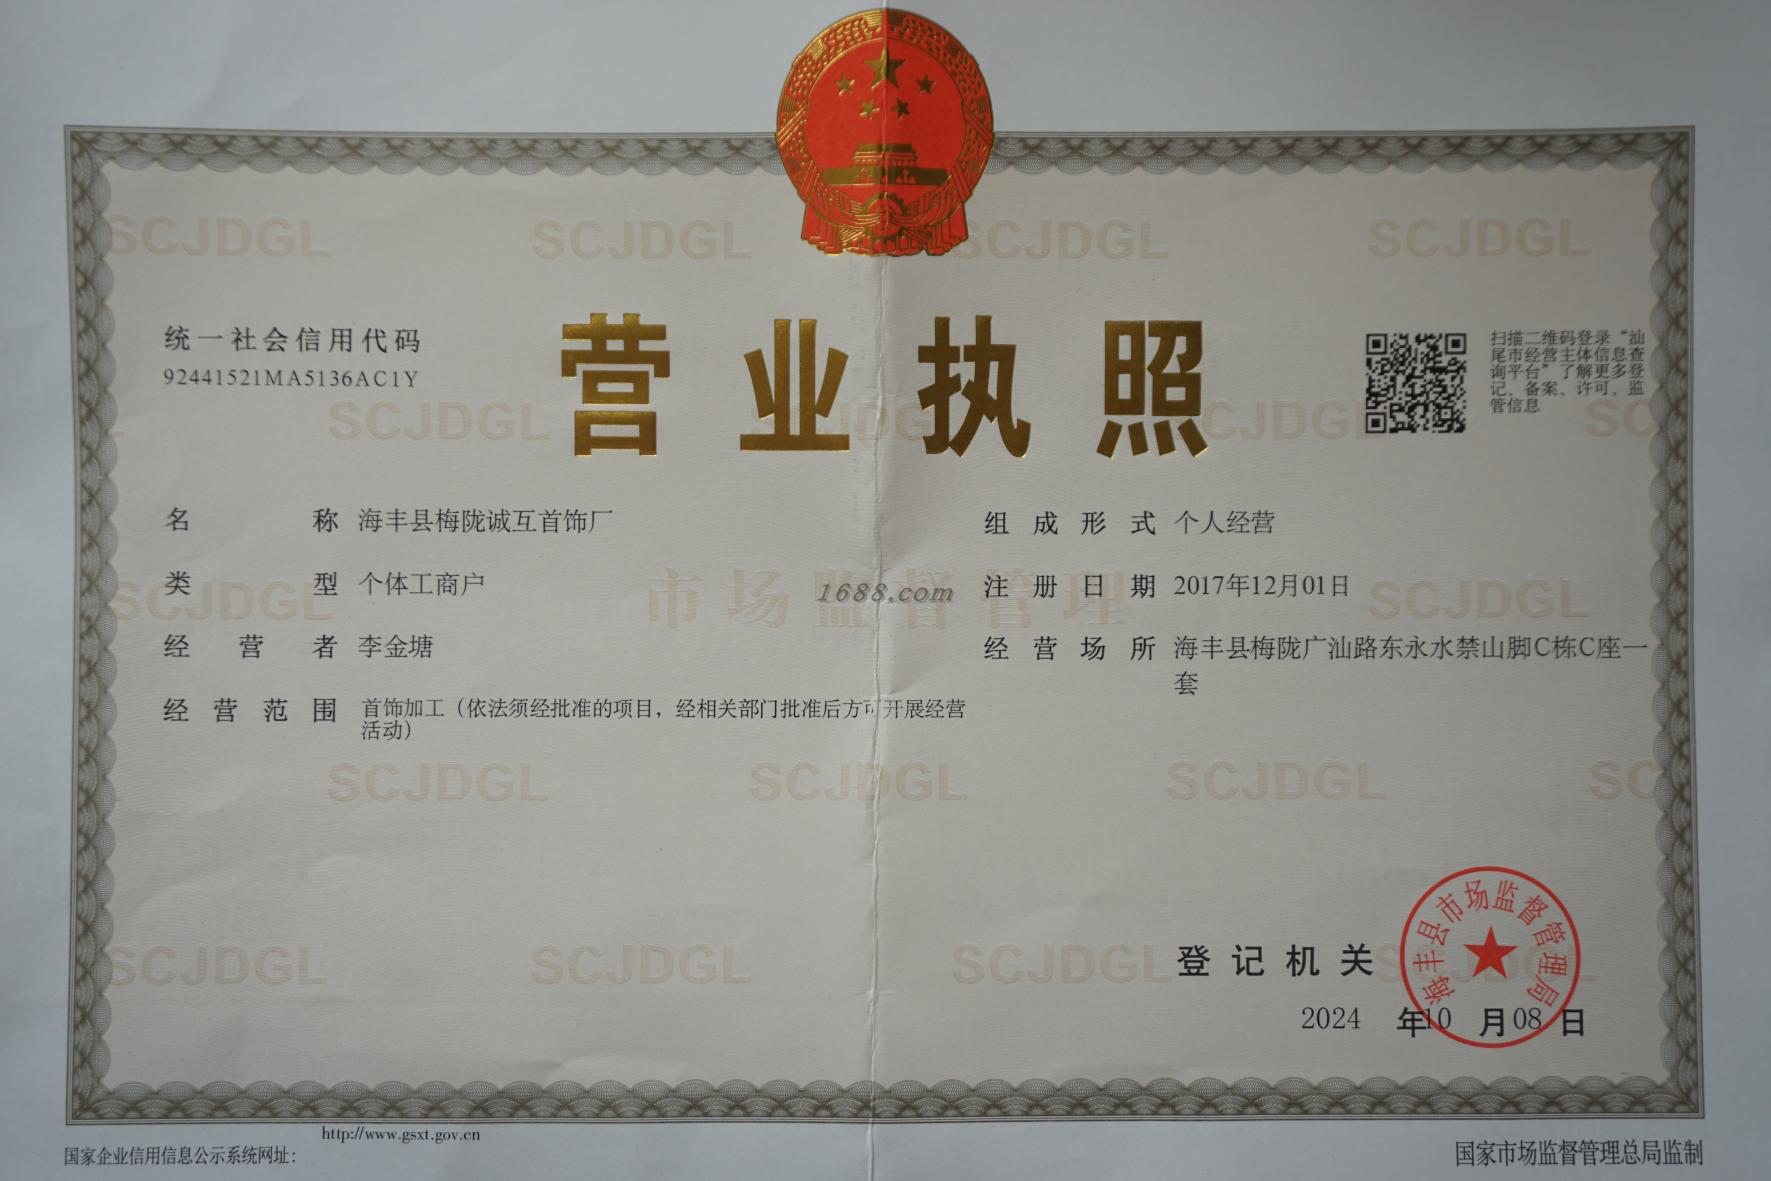 统一社会信用代码
92441521MA5136AC1Y
营业执照
扫描二维码登录“汕
尾市经营主体信息查
询平台”了解更多登
记、备案、许可、监
管信息
名称 海丰县梅陇诚互首饰厂
类型 个体工商户
经营者 李金塘
经营范围 首饰加工（依法须经批准的项目，经相关部门批准后方可开展经营
活动）
组成形式 个人经营
注册日期 2017年12月01日
经营场所 海丰县梅陇广汕路东永水禁山脚C栋C座一
套
市场监督管理
1688.com
SCJDGL SCJDGL SCJDGL SCJDGL
SCJDGL SCJDGL SCJDGL SC
SCJDGL SCJDGL
SCJDGL SCJDGL SCJDGL SC
SCJDGL SCJDGL SCJDGL SCJDGL
登记机关
海丰县市场监督管理局
2024年10月08日
http://www.gsxt.gov.cn
国家企业信用信息公示系统网址：
国家市场监督管理总局监制